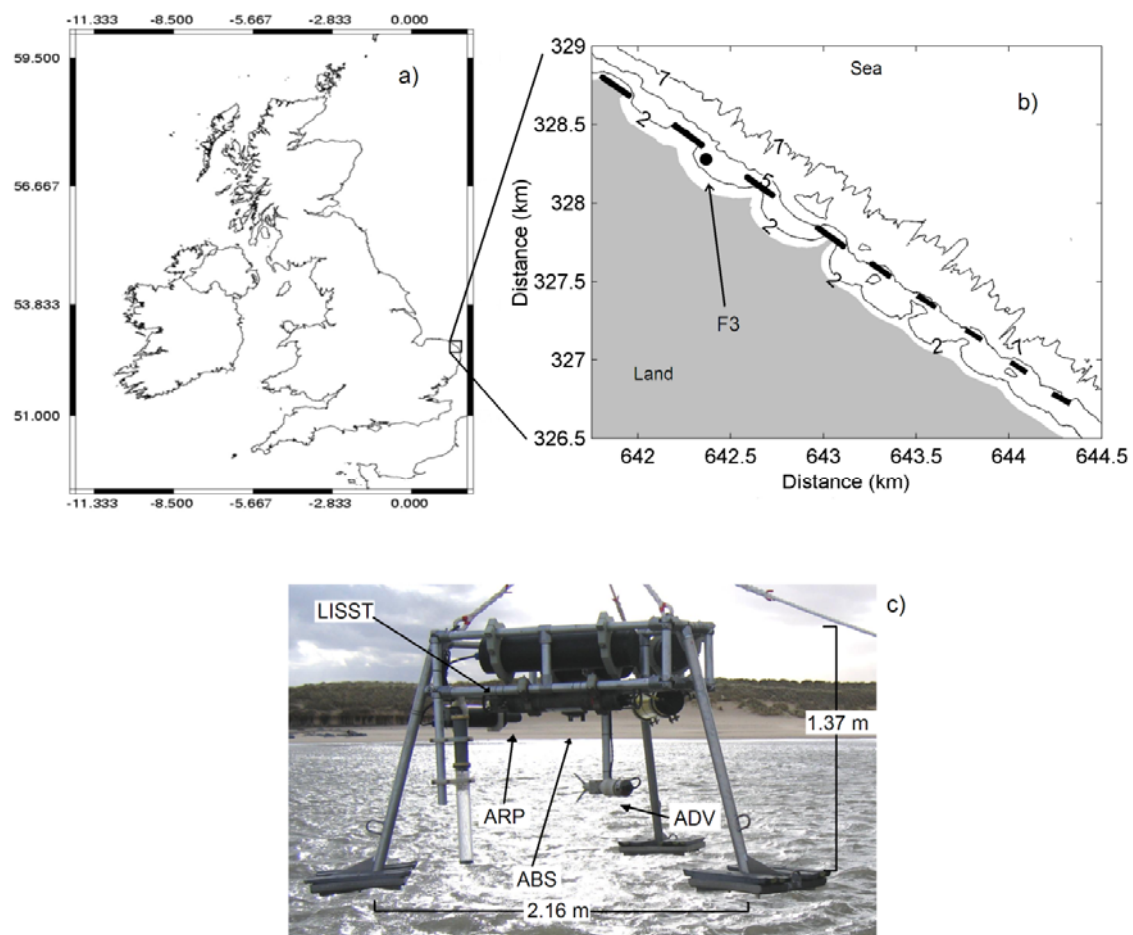 -11.333 -8.500 -5.667 -2.833 0.000
59.500
56.667
53.833
51.000
-11.333 -8.500 -5.667 -2.833 0.000
a)
329
328.5
328
327.5
327
326.5
Distance (km)
642 642.5 643 643.5 644 644.5
Distance (km)
Sea
b)
7
2
7
5
2
2
2
7
F3
Land
LISST
c)
1.37 m
ARP
ADV
ABS
2.16 m